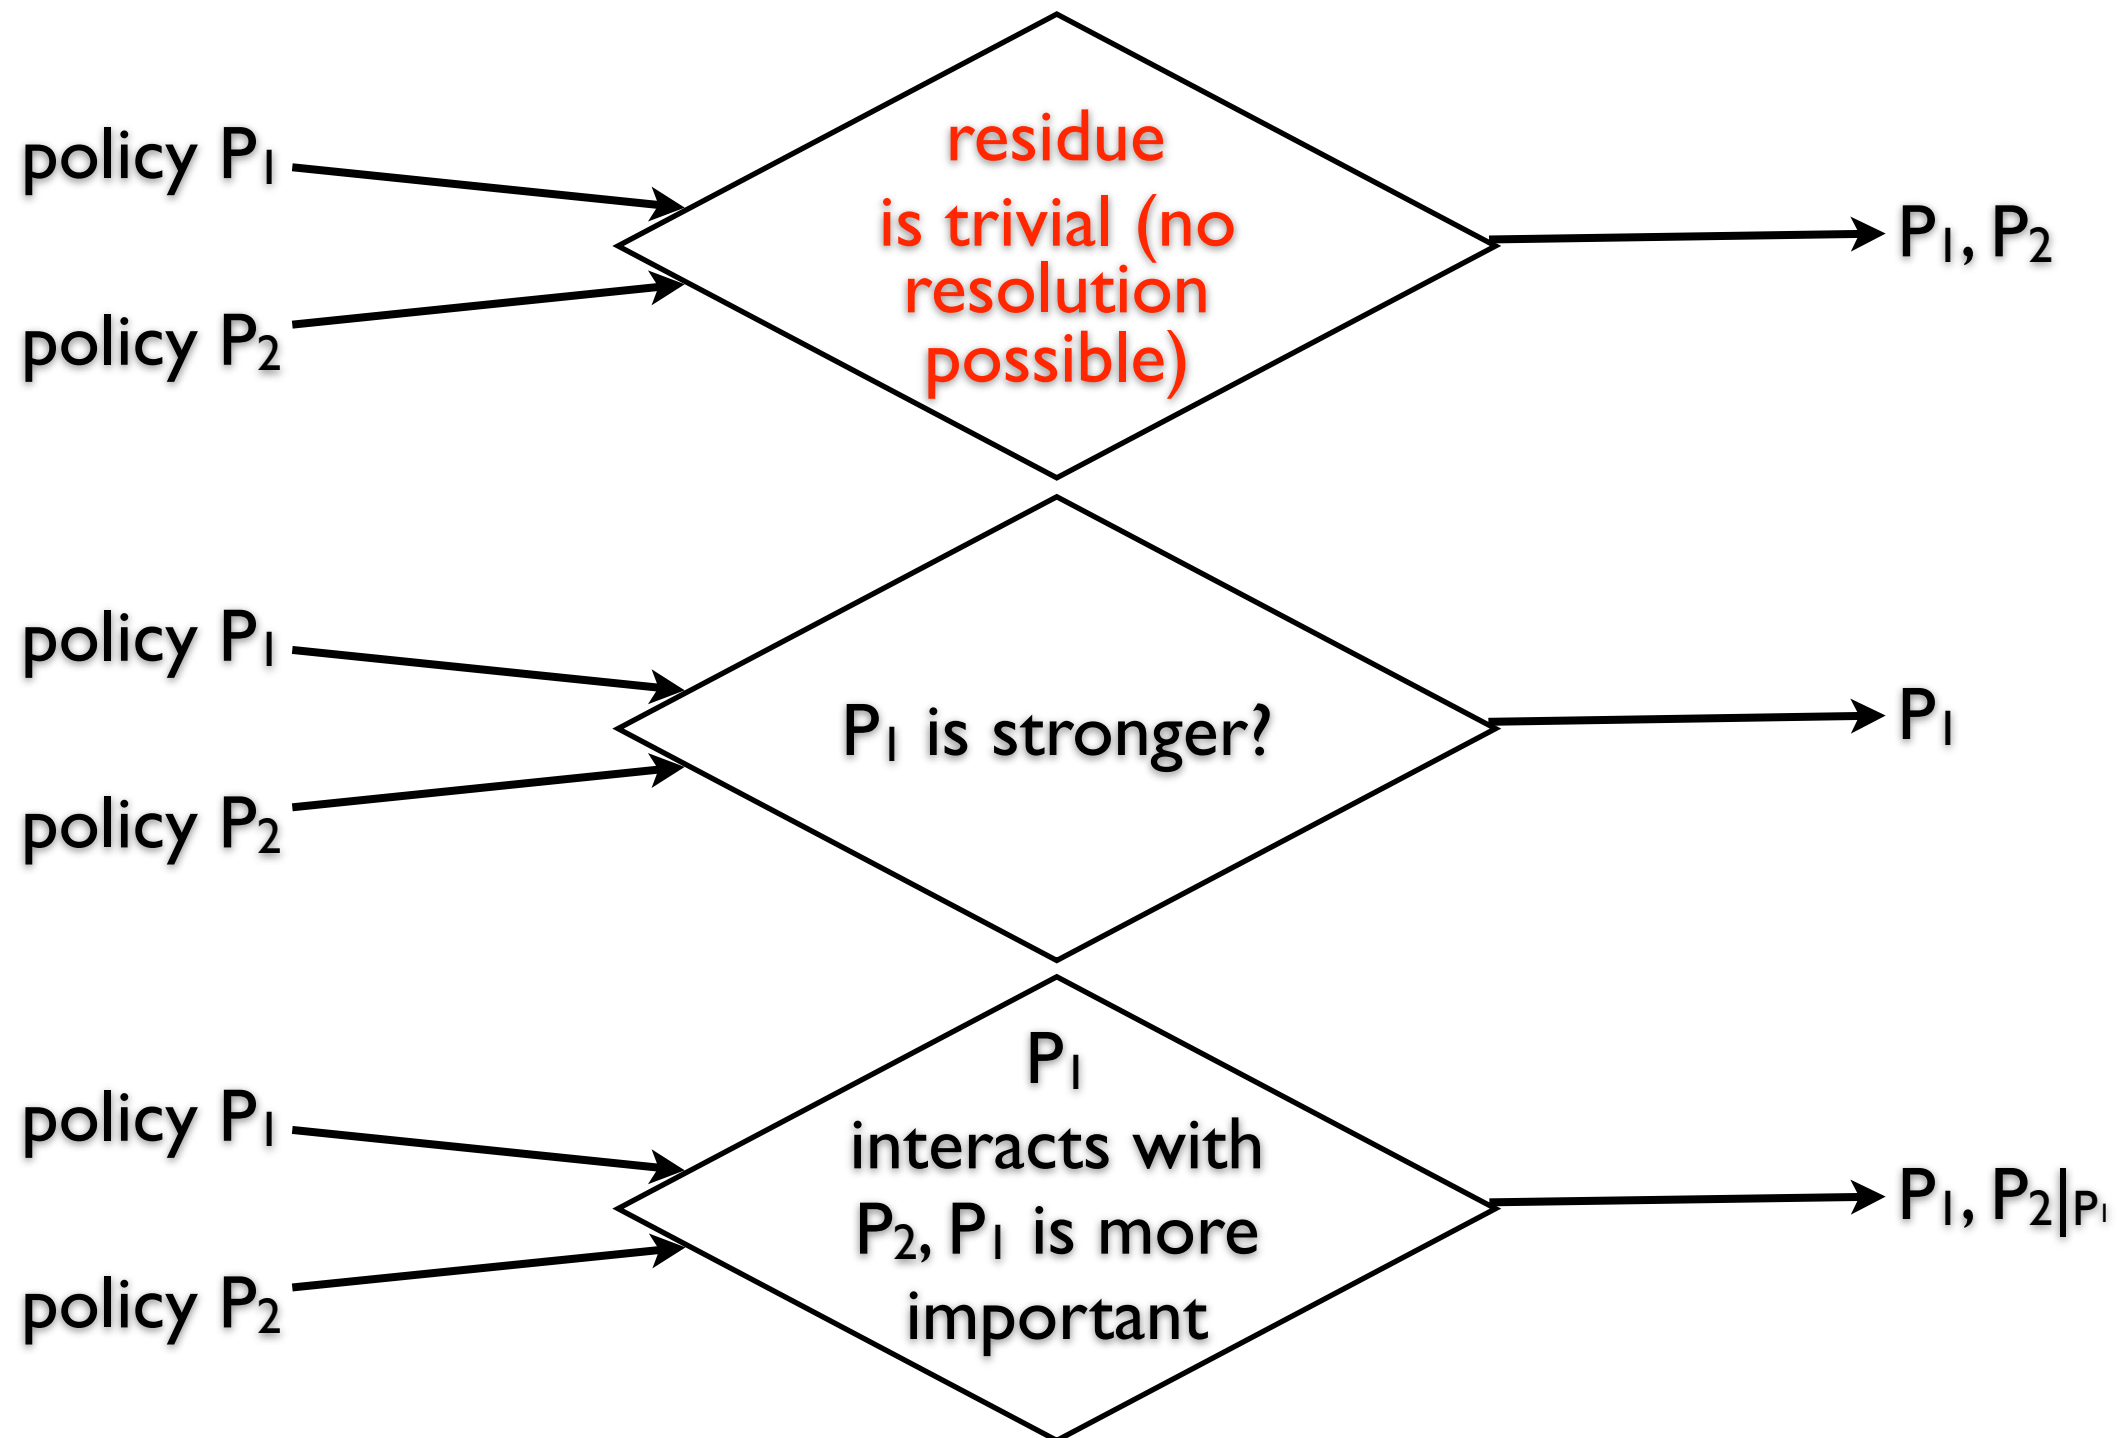 policy P₁
policy P₂
residue
is trivial (no
resolution
possible)
P₁, P₂
policy P₁
policy P₂
P₁ is stronger?
P₁
policy P₁
policy P₂
P₁
interacts with
P₂, P₁ is more
important
P₁, P₂|P₁